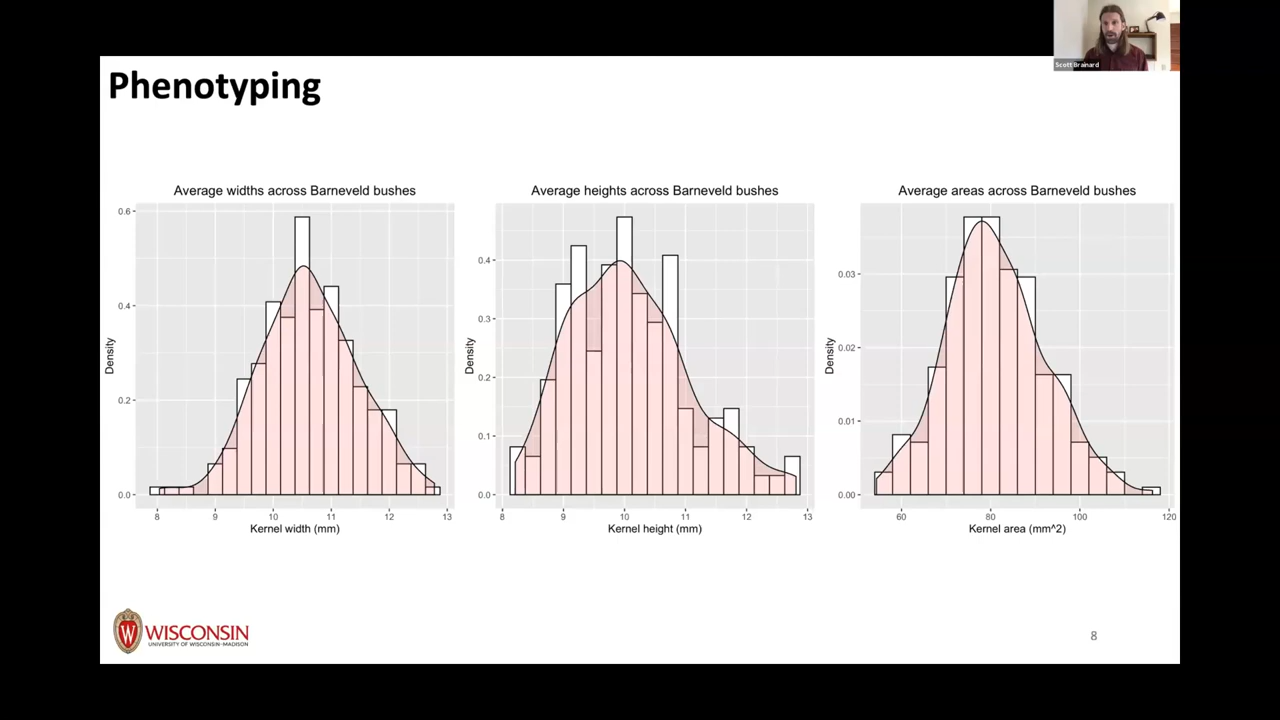 Scott Brainard
Phenotyping
Average widths across Barneveld bushes
Density
0.6
0.4
0.2
0.0
8 9 10 11 12 13
Kernel width (mm)
Average heights across Barneveld bushes
Density
0.4
0.3
0.2
0.1
0.0
8 9 10 11 12 13
Kernel height (mm)
Average areas across Barneveld bushes
Density
0.03
0.02
0.01
0.00
60 80 100 120
Kernel area (mm^2)
W
WISCONSIN
UNIVERSITY OF WISCONSIN–MADISON
8